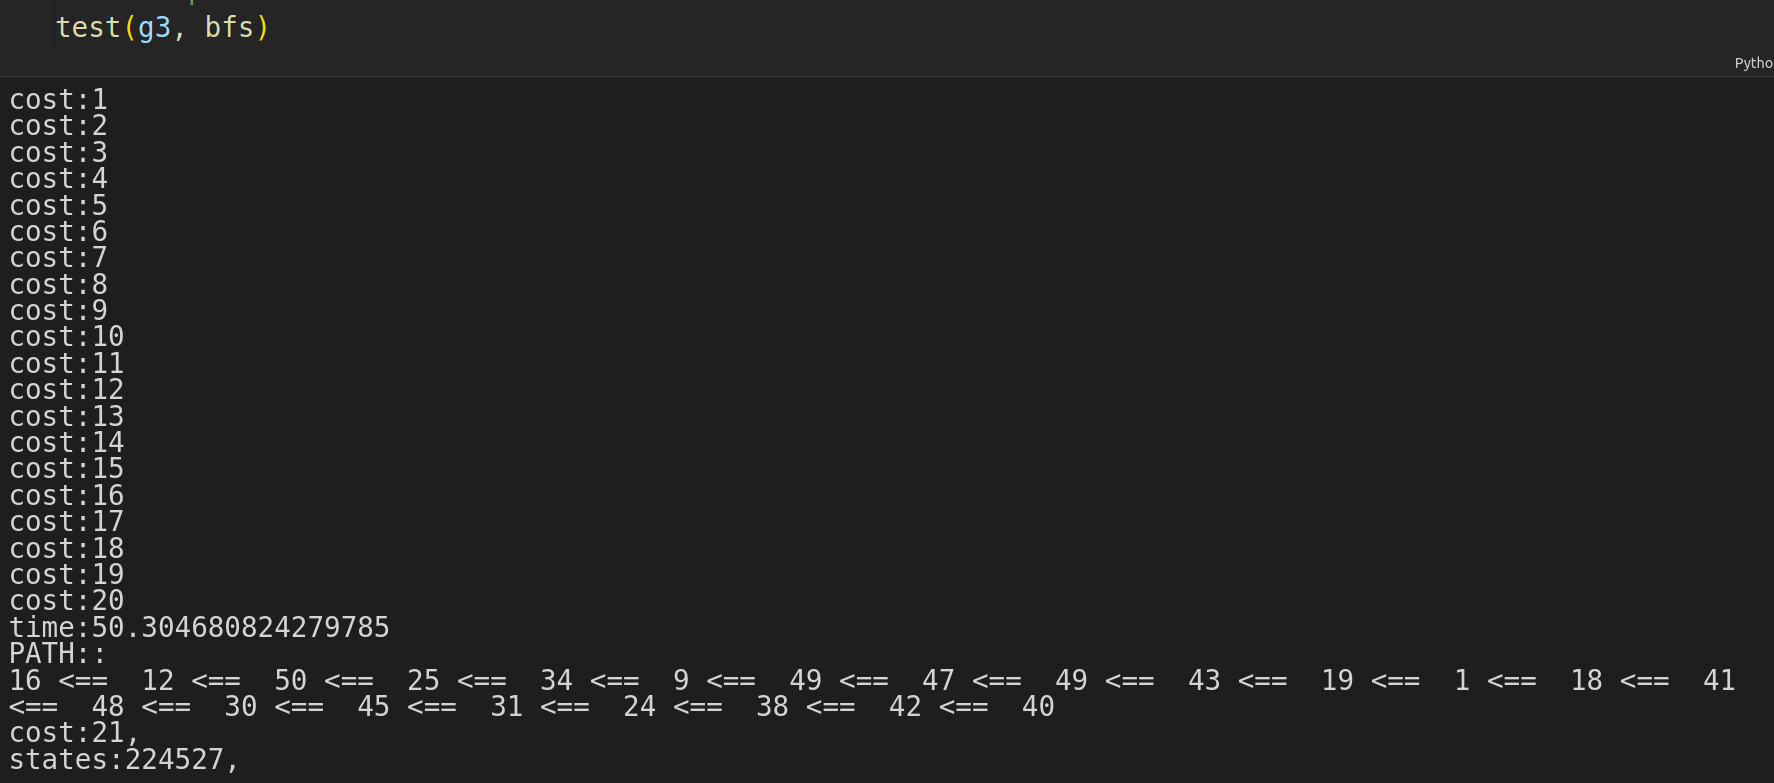 test(g3, bfs)
Pytho
cost:1
cost:2
cost:3
cost:4
cost:5
cost:6
cost:7
cost:8
cost:9
cost:10
cost:11
cost:12
cost:13
cost:14
cost:15
cost:16
cost:17
cost:18
cost:19
cost:20
time:50.304680824279785
PATH::
16 <==  12 <==  50 <==  25 <==  34 <==  9 <==  49 <==  47 <==  49 <==  43 <==  19 <==  1 <==  18 <==  41
<==  48 <==  30 <==  45 <==  31 <==  24 <==  38 <==  42 <==  40
cost:21,
states:224527,